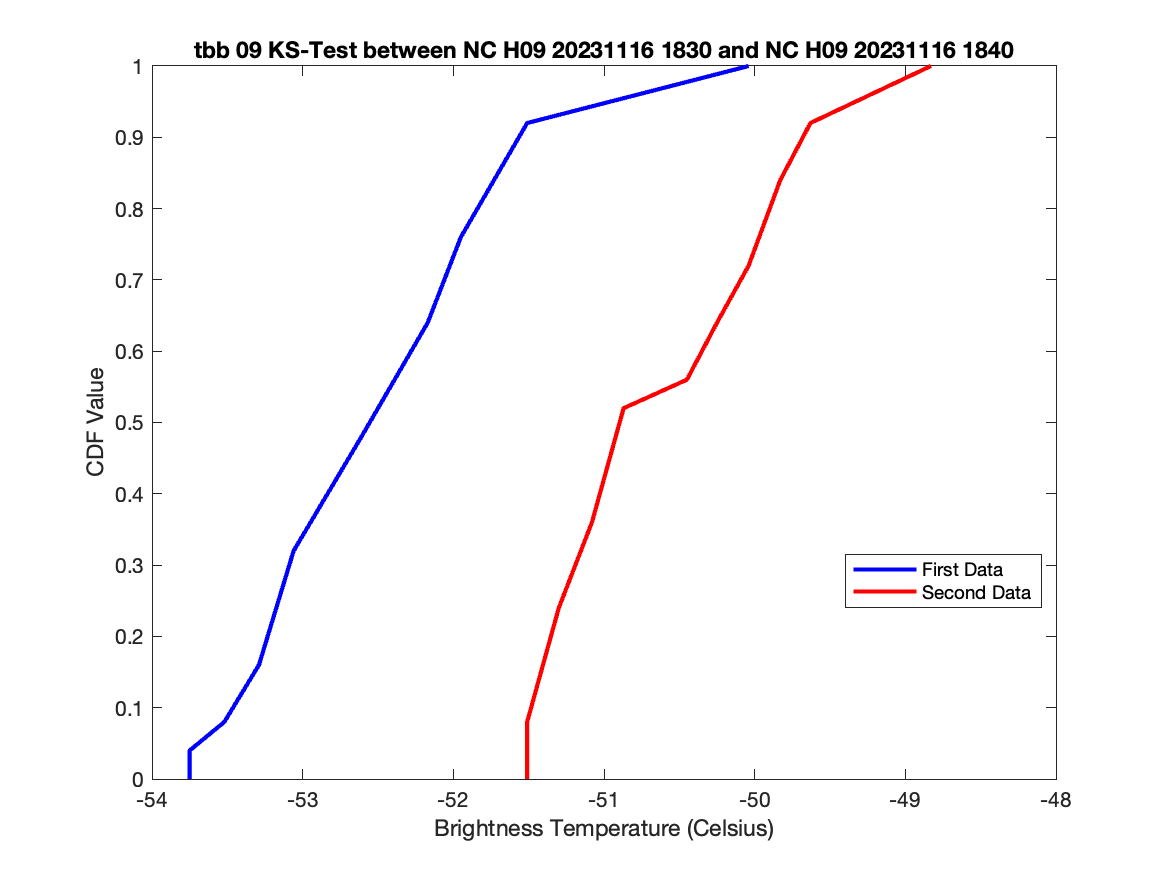 tbb 09 KS-Test between NC H09 20231116 1830 and NC H09 20231116 1840
1
0.9
0.8
0.7
0.6
0.5
0.4
0.3
0.2
0.1
0
CDF Value
First Data
Second Data
-54 -53 -52 -51 -50 -49 -48
Brightness Temperature (Celsius)